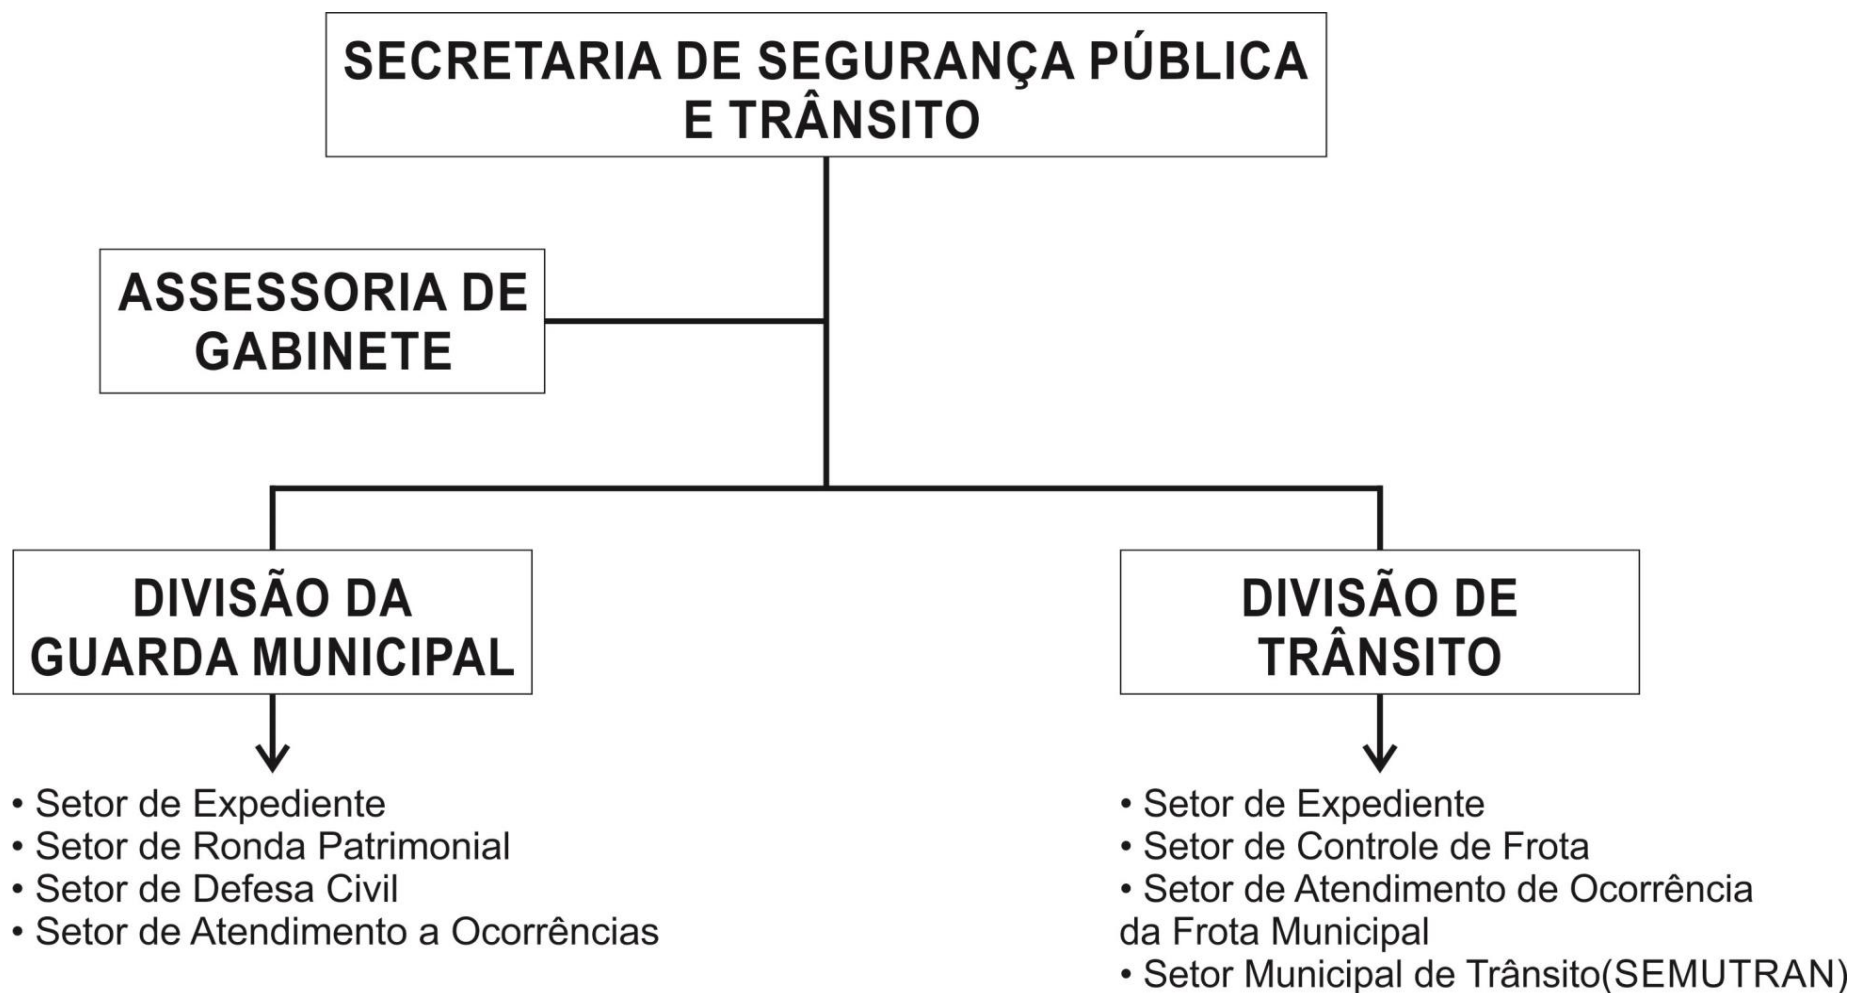 SECRETARIA DE SEGURANÇA PÚBLICA
E TRÂNSITO
ASSESSORIA DE
GABINETE
DIVISÃO DA
GUARDA MUNICIPAL
• Setor de Expediente
• Setor de Ronda Patrimonial
• Setor de Defesa Civil
• Setor de Atendimento a Ocorrências
DIVISÃO DE
TRÂNSITO
• Setor de Expediente
• Setor de Controle de Frota
• Setor de Atendimento de Ocorrência
da Frota Municipal
• Setor Municipal de Trânsito(SEMUTRAN)